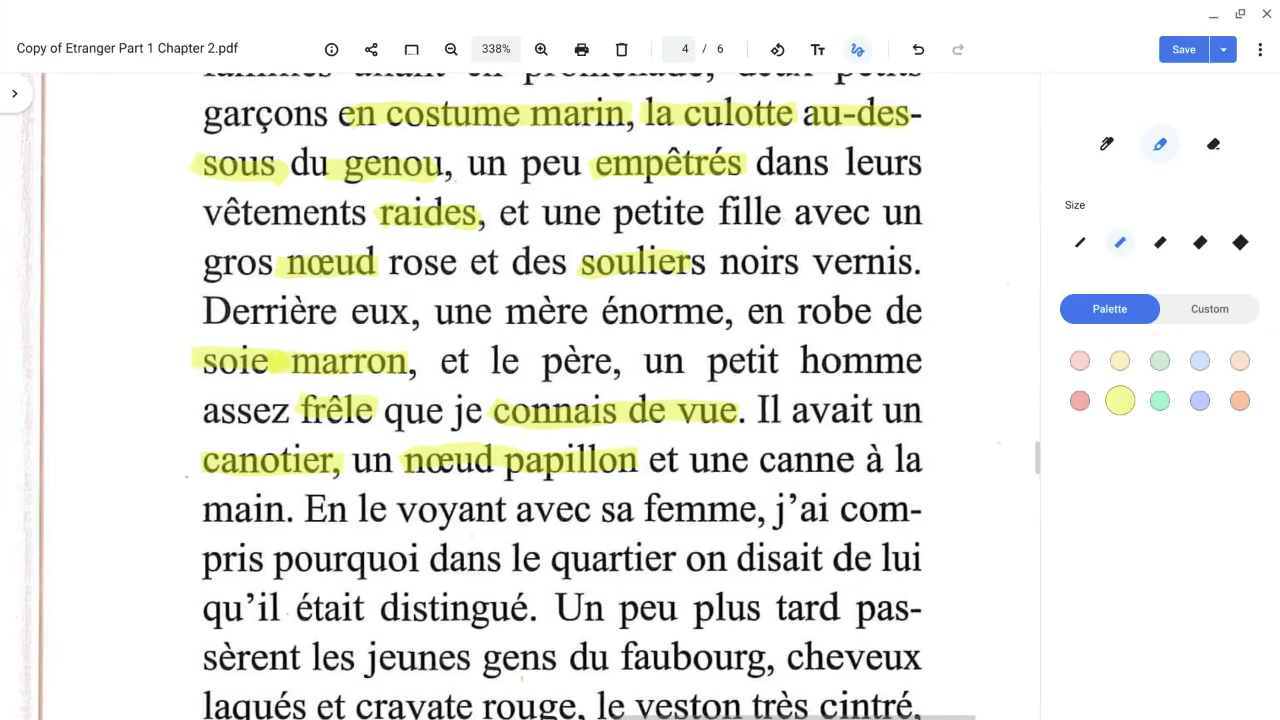 Copy of Etranger Part 1 Chapter 2.pdf
338%
4 / 6
Save
familles allant en promenade, deux petits
garçons en costume marin, la culotte au-des-
sous du genou, un peu empêtrés dans leurs
vêtements raides, et une petite fille avec un
gros nœud rose et des souliers noirs vernis.
Derrière eux, une mère énorme, en robe de
soie marron, et le père, un petit homme
assez frêle que je connais de vue. Il avait un
canotier, un nœud papillon et une canne à la
main. En le voyant avec sa femme, j’ai com-
pris pourquoi dans le quartier on disait de lui
qu’il était distingué. Un peu plus tard pas-
sèrent les jeunes gens du faubourg, cheveux
laqués et cravate rouge, le veston très cintré,
Size
Palette
Custom